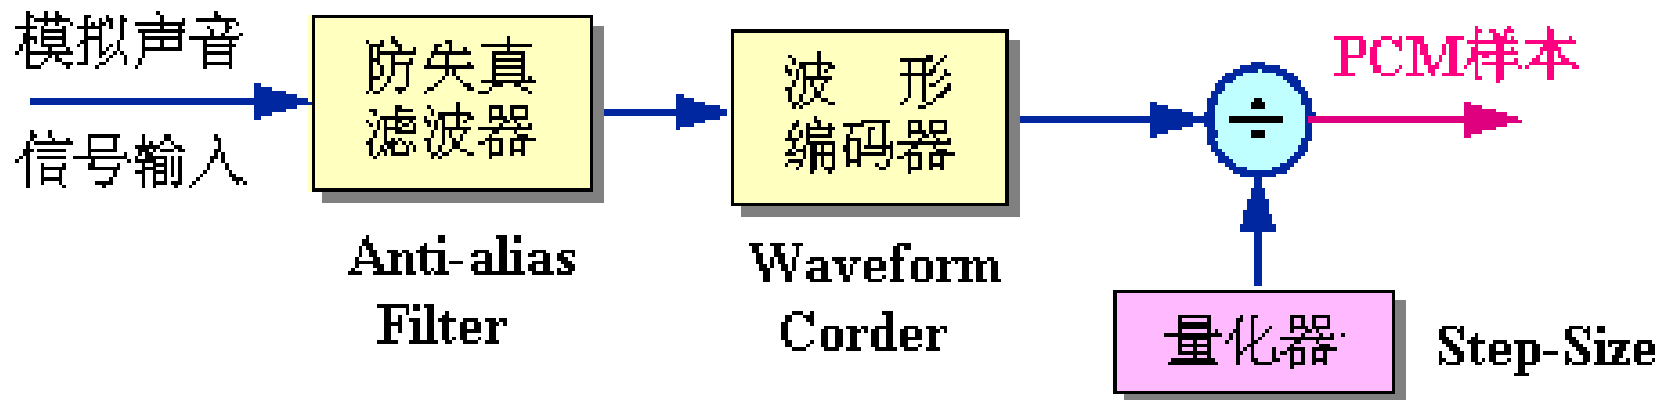 模拟声音
信号输入
防失真
滤波器
Anti-alias
Filter
波 形
编码器
Waveform
Corder
÷
PCM样本
量化器
Step-Size